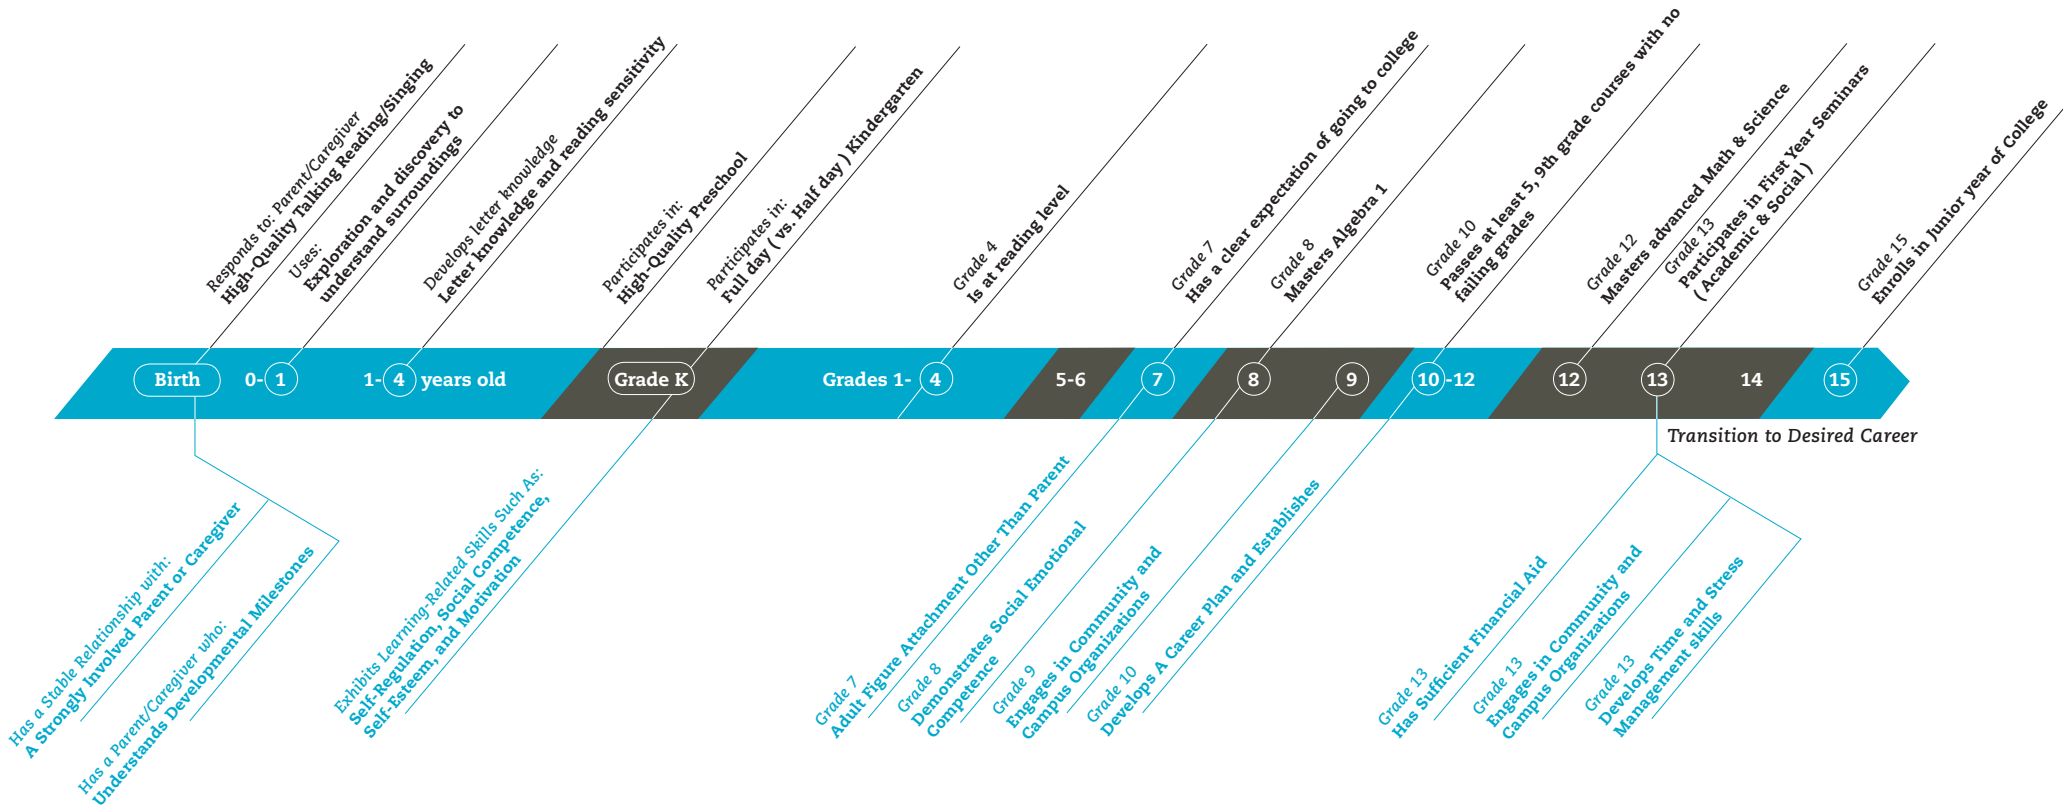 Responds to: Parent/Caregiver
High-Quality Talking Reading/Singing
Uses:
Exploration and discovery to
understand surroundings
Develops letter knowledge
Letter knowledge and reading sensitivity
Participates in:
High-Quality Preschool
Participates in:
Full day ( vs. Half day ) Kindergarten
Grade 4
Is at reading level
Grade 7
Has a clear expectation of going to college
Grade 8
Masters Algebra 1
Grade 10
Passes at least 5, 9th grade courses with no
failing grades
Grade 12
Masters advanced Math & Science
Grade 13
Participates in First Year Seminars
( Academic & Social )
Grade 15
Enrolls in Junior year of College
Birth
0-1
1-4 years old
Grade K
Grades 1-4
5-6
7
8
9
10-12
12
13
14
15
Transition to Desired Career
Has a Stable Relationship with:
A Strongly Involved Parent or Caregiver
Has a Parent/Caregiver who:
Understands Developmental Milestones
Exhibits Learning-Related Skills Such As:
Self-Regulation, Social Competence,
Self-Esteem, and Motivation
Grade 7
Adult Figure Attachment Other Than Parent
Grade 8
Demonstrates Social Emotional
Competence
Grade 9
Engages in Community and
Campus Organizations
Grade 10
Develops A Career Plan and Establishes
Grade 13
Has Sufficient Financial Aid
Grade 13
Engages in Community and
Campus Organizations
Grade 13
Develops Time and Stress
Management skills